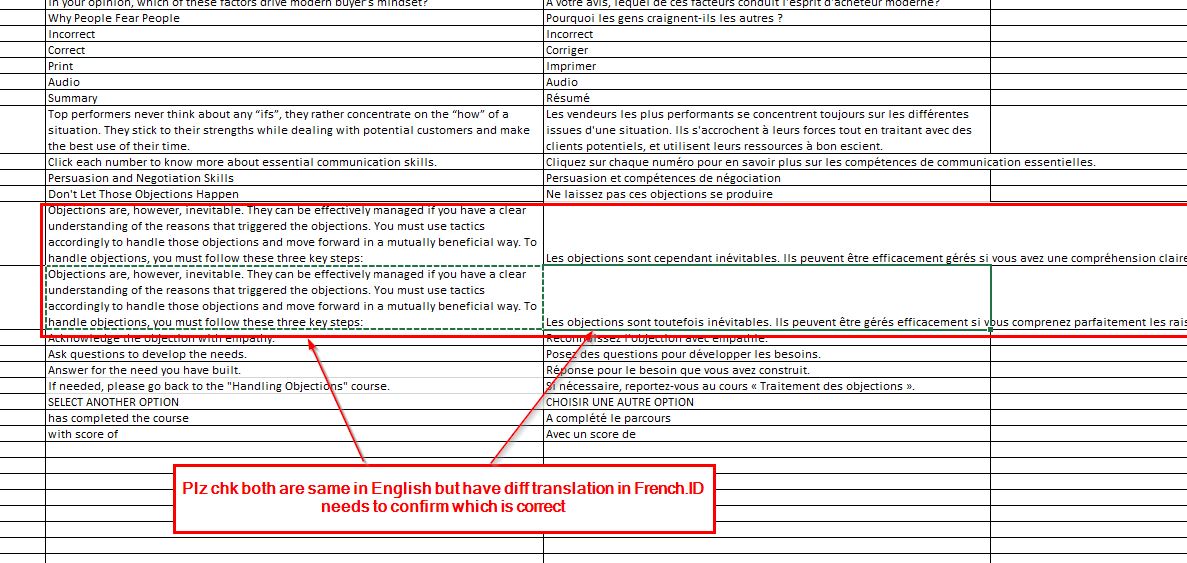 In your opinion, which of these factors drive modern buyer's mindset?
À votre avis, lequel de ces facteurs conduit l'esprit d'acheteur moderne?
Why People Fear People
Pourquoi les gens craignent-ils les autres ?
Incorrect
Incorrect
Correct
Corriger
Print
Imprimer
Audio
Audio
Summary
Résumé
Top performers never think about any “ifs”, they rather concentrate on the “how” of a
situation. They stick to their strengths while dealing with potential customers and make
the best use of their time.
Les vendeurs les plus performants se concentrent toujours sur les différentes
issues d'une situation. Ils s'accrochent à leurs forces tout en traitant avec des
clients potentiels, et utilisent leurs ressources à bon escient.
Click each number to know more about essential communication skills.
Cliquez sur chaque numéro pour en savoir plus sur les compétences de communication essentielles.
Persuasion and Negotiation Skills
Persuasion et compétences de négociation
Don't Let Those Objections Happen
Ne laissez pas ces objections se produire
Objections are, however, inevitable. They can be effectively managed if you have a clear
understanding of the reasons that triggered the objections. You must use tactics
accordingly to handle those objections and move forward in a mutually beneficial way. To
handle objections, you must follow these three key steps:
Les objections sont cependant inévitables. Ils peuvent être efficacement gérés si vous avez une compréhension claire
Objections are, however, inevitable. They can be effectively managed if you have a clear
understanding of the reasons that triggered the objections. You must use tactics
accordingly to handle those objections and move forward in a mutually beneficial way. To
handle objections, you must follow these three key steps:
Les objections sont toutefois inévitables. Ils peuvent être gérés efficacement si vous comprenez parfaitement les rais
Acknowledge the objection with empathy.
Reconnaissez l'objection avec empathie.
Ask questions to develop the needs.
Posez des questions pour développer les besoins.
Answer for the need you have built.
Réponse pour le besoin que vous avez construit.
If needed, please go back to the "Handling Objections" course.
Si nécessaire, reportez-vous au cours « Traitement des objections ».
SELECT ANOTHER OPTION
CHOISIR UNE AUTRE OPTION
has completed the course
A complété le parcours
with score of
Avec un score de
Plz chk both are same in English but have diff translation in French.ID
needs to confirm which is correct